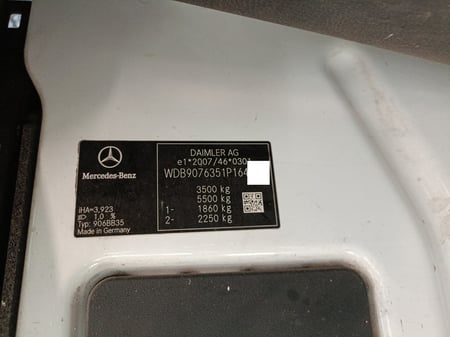 DAIMLER AG
e1*2007/46*0301
WDB9076351P164
Mercedes-Benz
3500 kg
5500 kg
1- 1860 kg
2- 2250 kg
iHA=3,923
1,0 %
Typ: 906BB35
Made in Germany